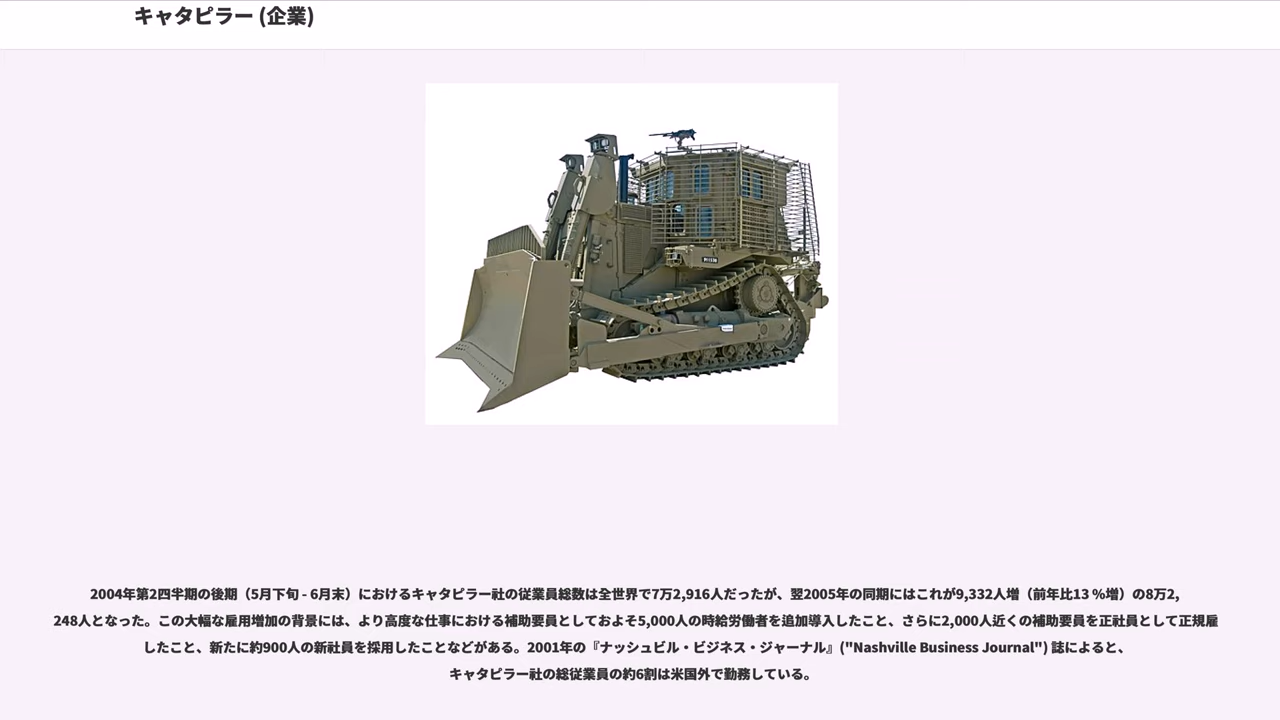 キャタピラー (企業)
2004年第2四半期の後期（5月下旬 - 6月末）におけるキャタピラー社の従業員総数は全世界で7万2,916人だったが、翌2005年の同期にはこれが9,332人増（前年比13 %増）の8万2,
248人となった。この大幅な雇用増加の背景には、より高度な仕事における補助要員としておよそ5,000人の時給労働者を追加導入したこと、さらに2,000人近くの補助要員を正社員として正規雇
したこと、新たに約900人の新社員を採用したことなどがある。2001年の『ナッシュビル・ビジネス・ジャーナル』("Nashville Business Journal") 誌によると、
キャタピラー社の総従業員の約6割は米国外で勤務している。